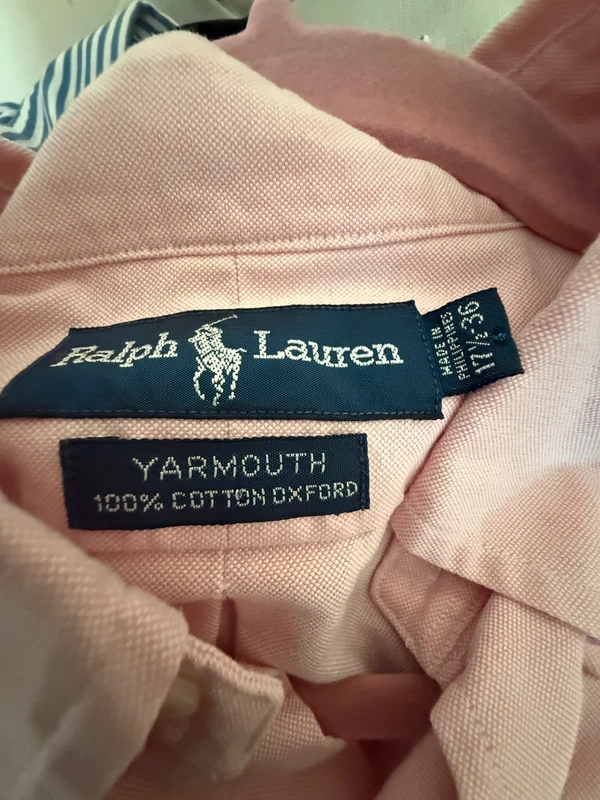 Ralph Lauren
MADE IN
PHILIPPINES
17½-36
YARMOUTH
100% COTTON OXFORD